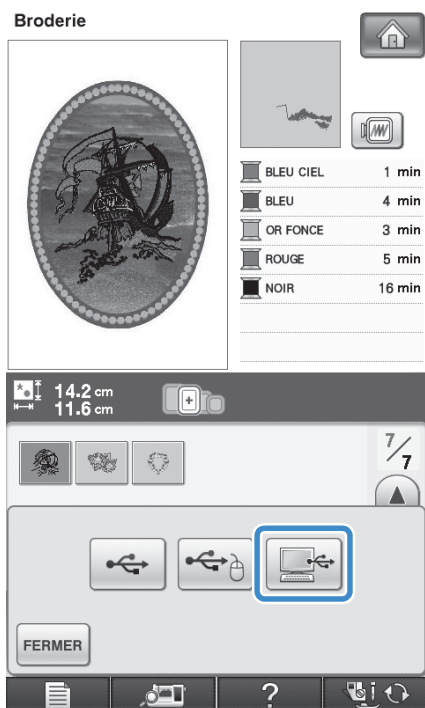 Broderie
BLEU CIEL 1 min
BLEU 4 min
OR FONCE 3 min
ROUGE 5 min
NOIR 16 min
14.2 cm
11.6 cm
7/7
FERMER
?